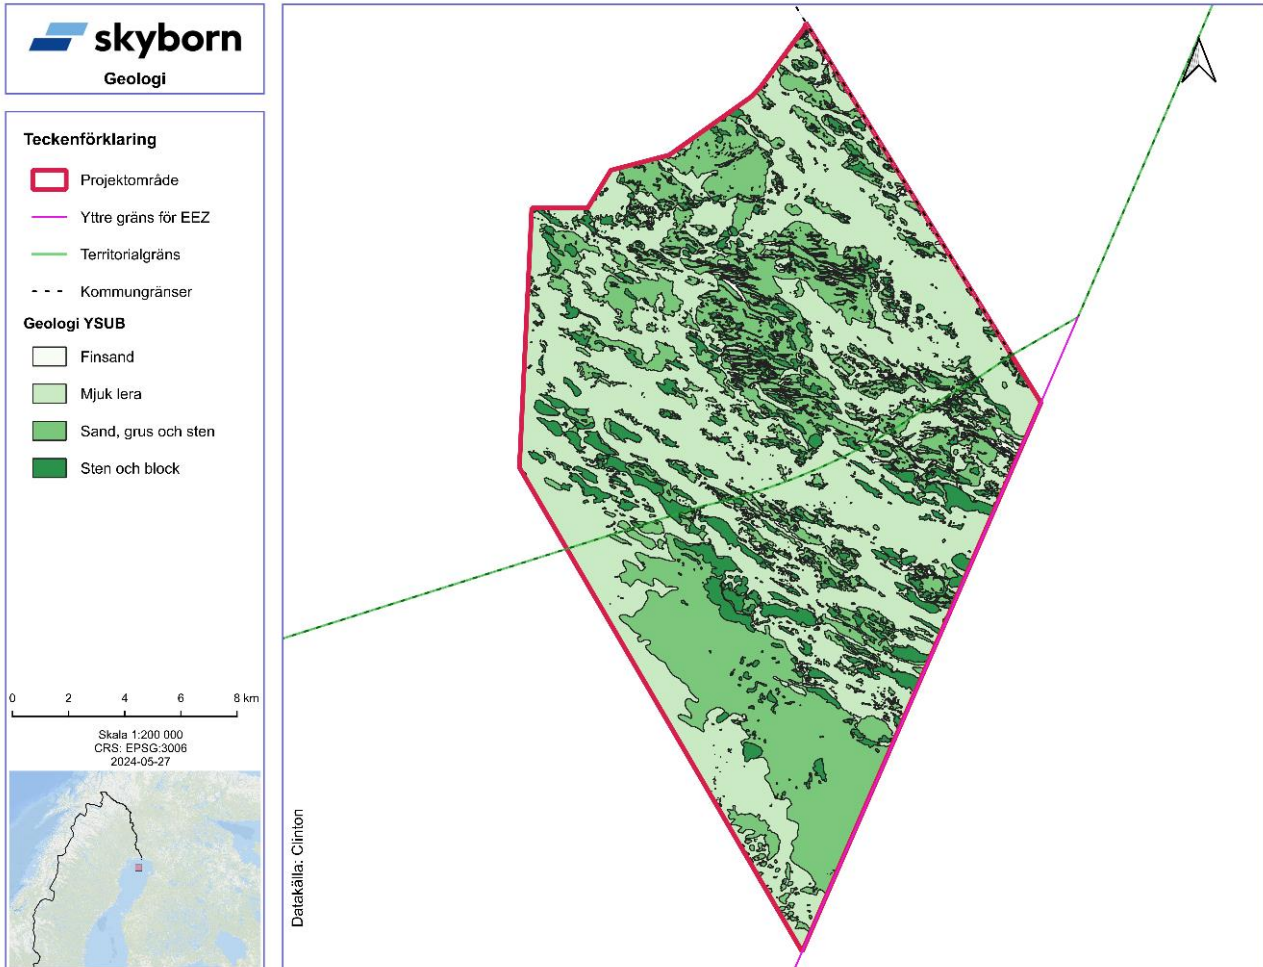 skyborn
Geologi
Teckenförklaring
Projektområde
Yttre gräns för EEZ
Territorialgräns
Kommungränser
Geologi YSUB
Finsand
Mjuk lera
Sand, grus och sten
Sten och block
0 2 4 6 8 km
Skala 1:200 000
CRS: EPSG:3006
2024-05-27
Datakälla: Clinton